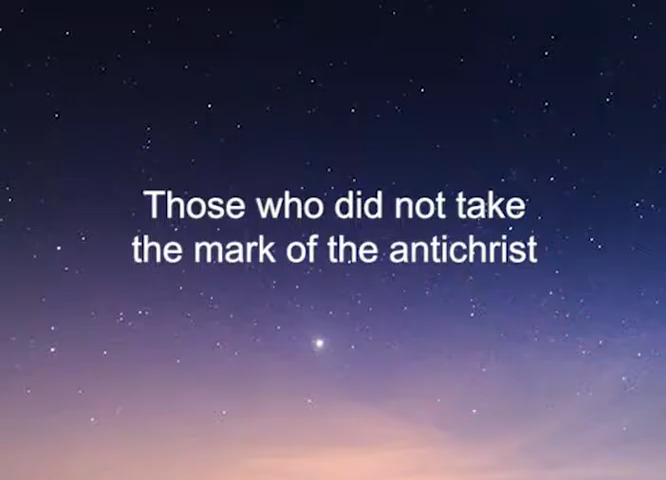 Those who did not take
the mark of the antichrist